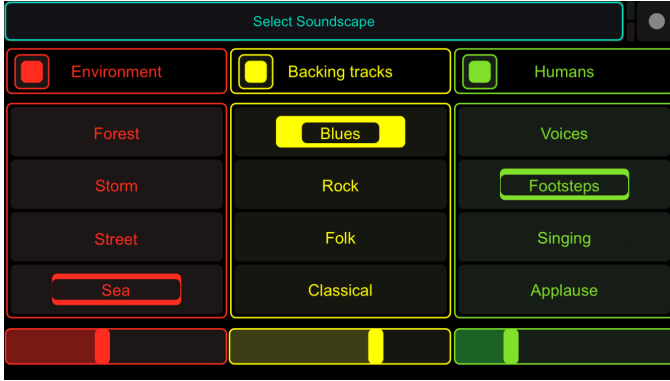 Select Soundscape
Environment
Backing tracks
Humans
Forest
Blues
Voices
Storm
Rock
Footsteps
Street
Folk
Singing
Sea
Classical
Applause